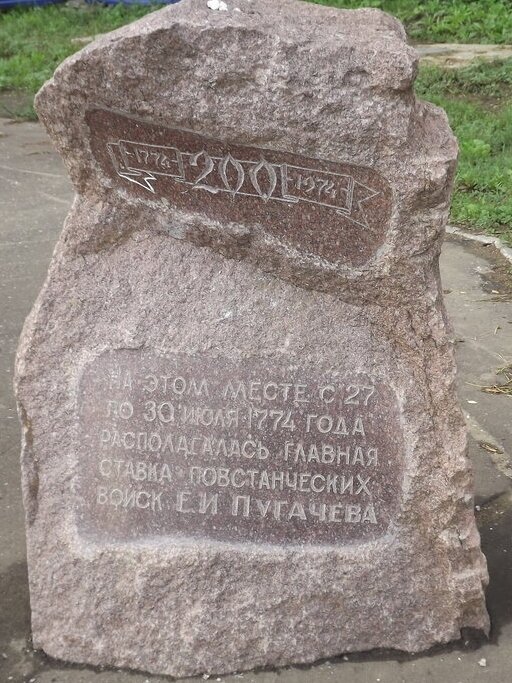 1774 200 1974
НА ЭТОМ МЕСТЕ С 27
ПО 30 ИЮЛЯ 1774 ГОДА
РАСПОЛАГАЛАСЬ ГЛАВНАЯ
СТАВКА ПОВСТАНЧЕСКИХ
ВОЙСК Е.И ПУГАЧЕВА